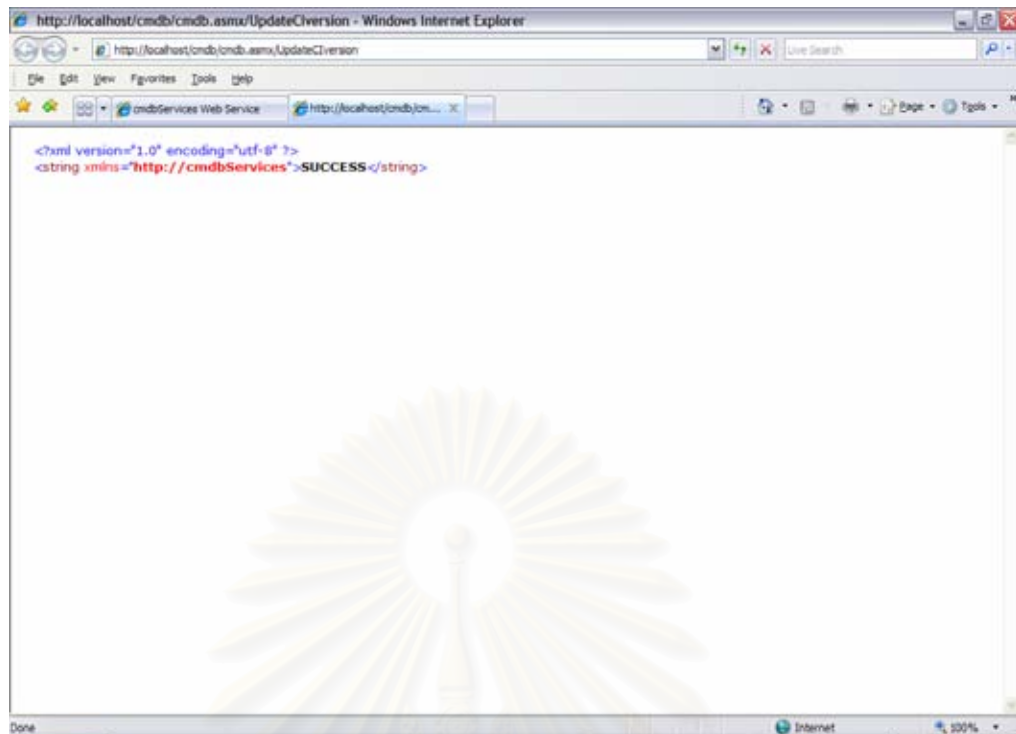 http://localhost/cmdb/cmdb.asmx/UpdateCIversion - Windows Internet Explorer
http://localhost/cmdb/cmdb.asmx/UpdateCIversion
Live Search
File Edit View Favorites Tools Help
cmdbServices Web Service http://localhost/cmdb/cm... Page Tools
<?xml version="1.0" encoding="utf-8" ?>
<string xmlns="http://cmdbServices">SUCCESS</string>
Done Internet 100%